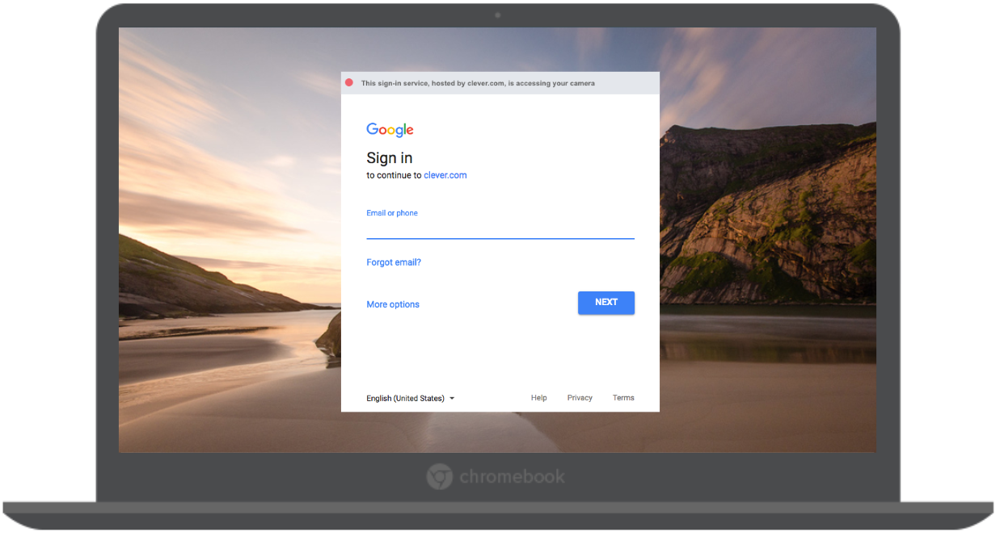 This sign-in service, hosted by clever.com, is accessing your camera
Google
Sign in
to continue to clever.com
Email or phone
Forgot email?
More options
NEXT
English (United States)
Help Privacy Terms
chromebook